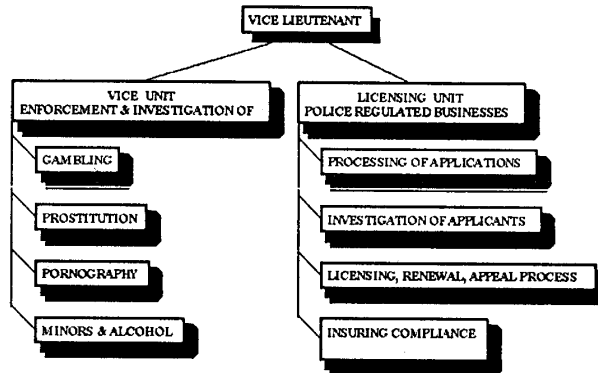 VICE LIEUTENANT
VICE UNIT
ENFORCEMENT & INVESTIGATION OF
GAMBLING
PROSTITUTION
PORNOGRAPHY
MINORS & ALCOHOL
LICENSING UNIT
POLICE REGULATED BUSINESSES
PROCESSING OF APPLICATIONS
INVESTIGATION OF APPLICANTS
LICENSING, RENEWAL, APPEAL PROCESS
INSURING COMPLIANCE